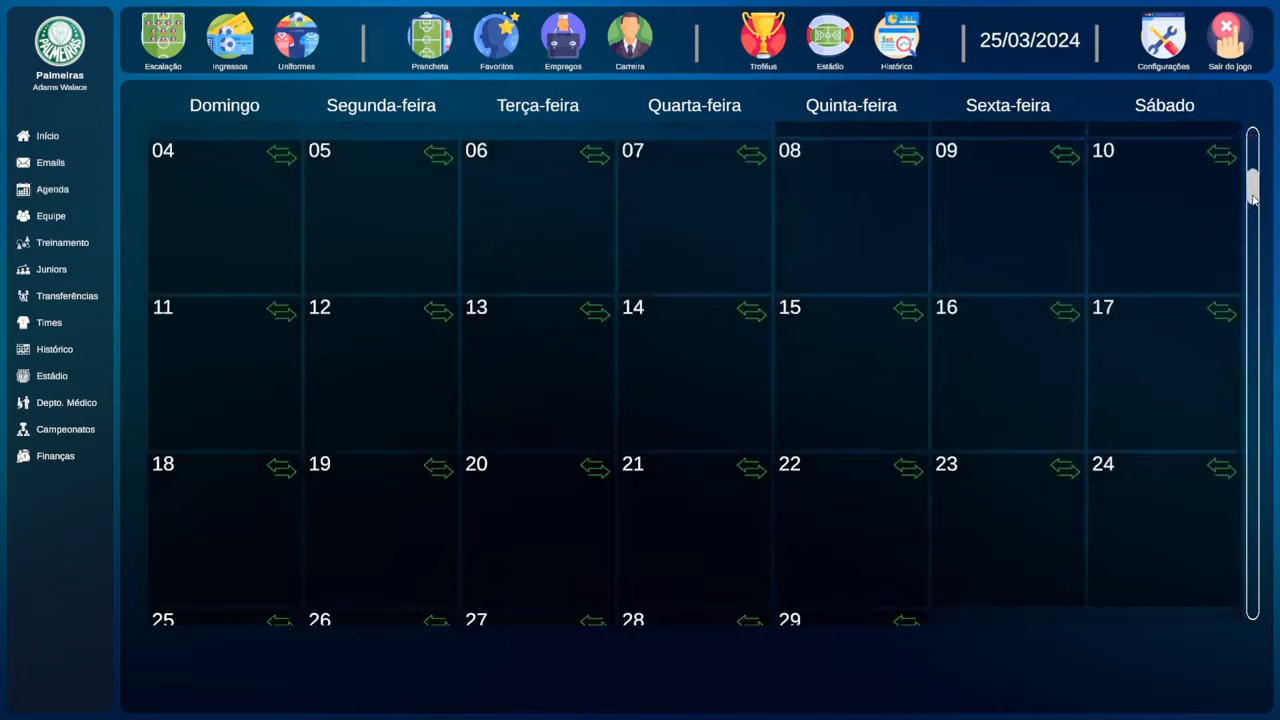 PALMEIRAS
Palmeiras
Adams Walace
Escalação
Ingressos
Uniformes
Prancheta
Favoritos
Empregos
Carreira
Troféus
Estádio
Histórico
25/03/2024
Configurações
Sair do jogo
Início
Emails
Agenda
Equipe
Treinamento
Juniors
Transferências
Times
Histórico
Estádio
Depto. Médico
Campeonatos
Finanças
Domingo Segunda-feira Terça-feira Quarta-feira Quinta-feira Sexta-feira Sábado
04 05 06 07 08 09 10
11 12 13 14 15 16 17
18 19 20 21 22 23 24
25 26 27 28 29